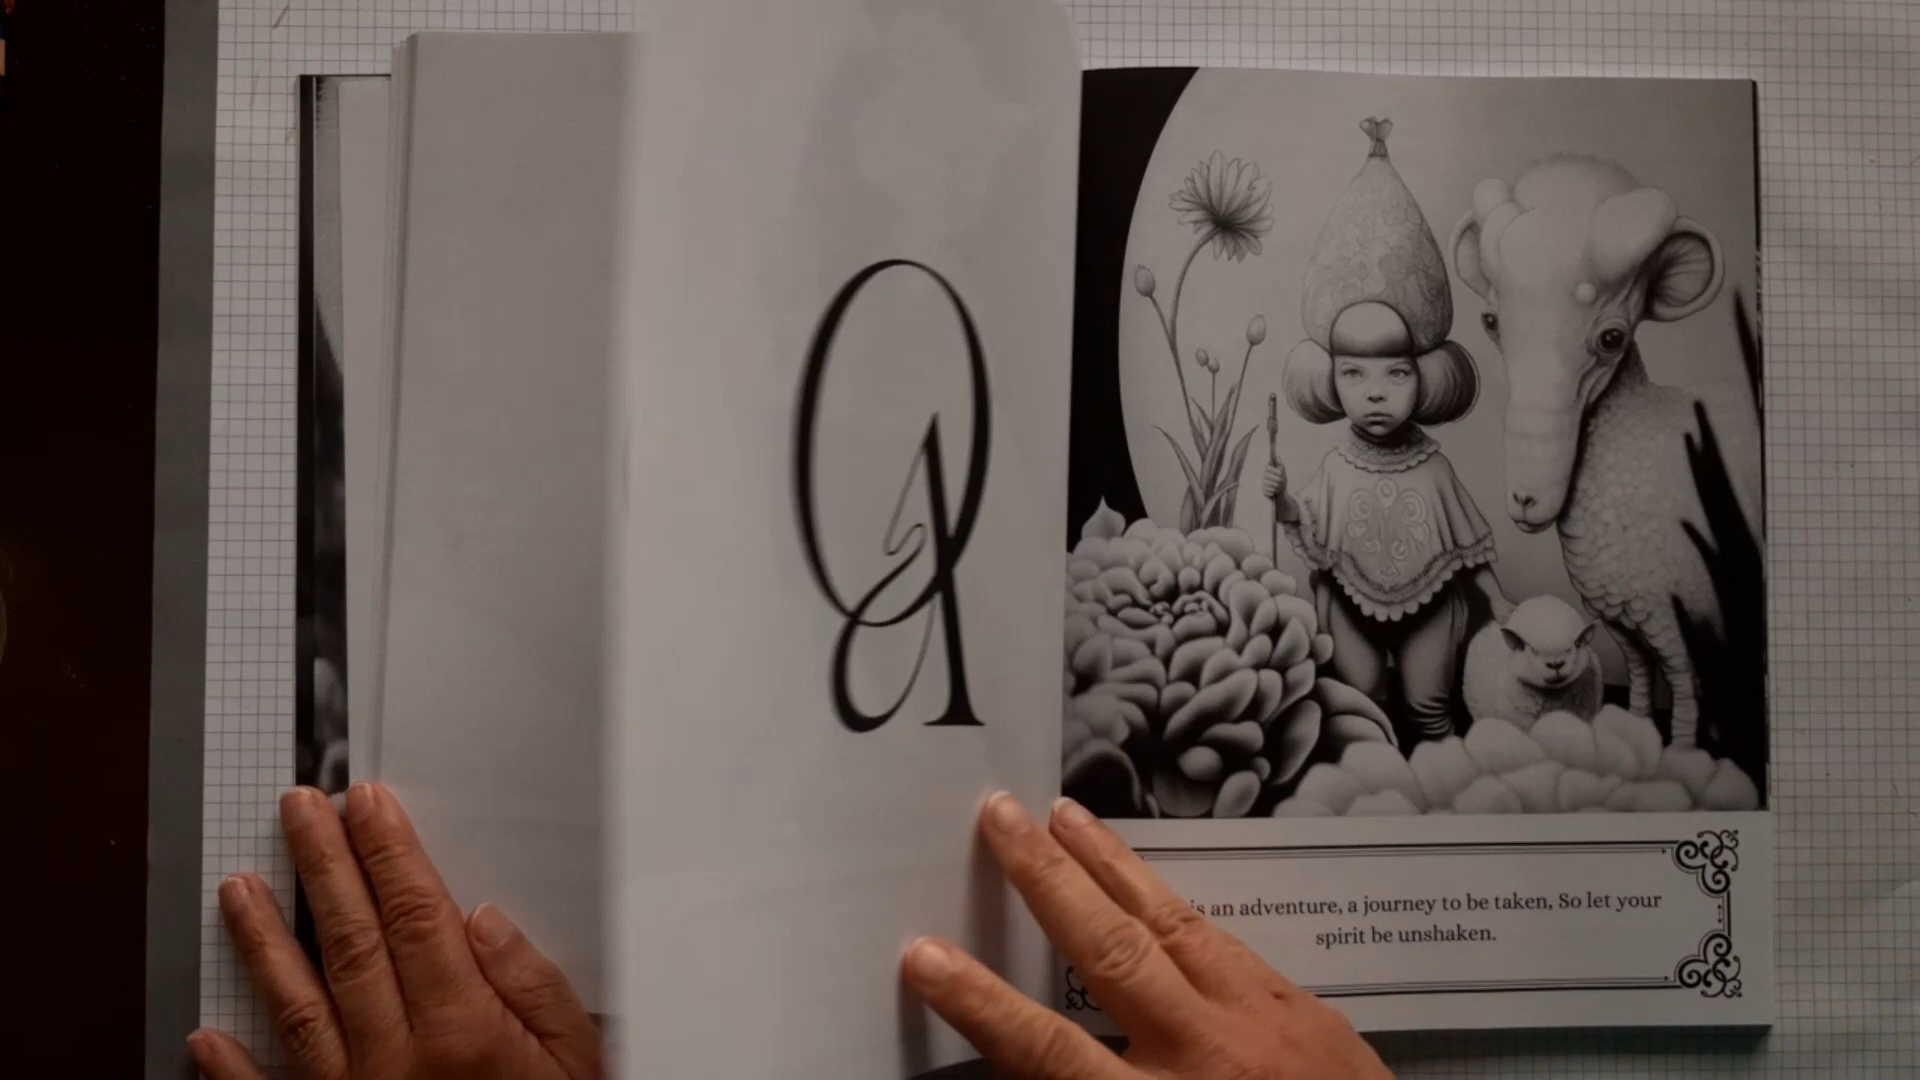 is an adventure, a journey to be taken, So let your
spirit be unshaken.